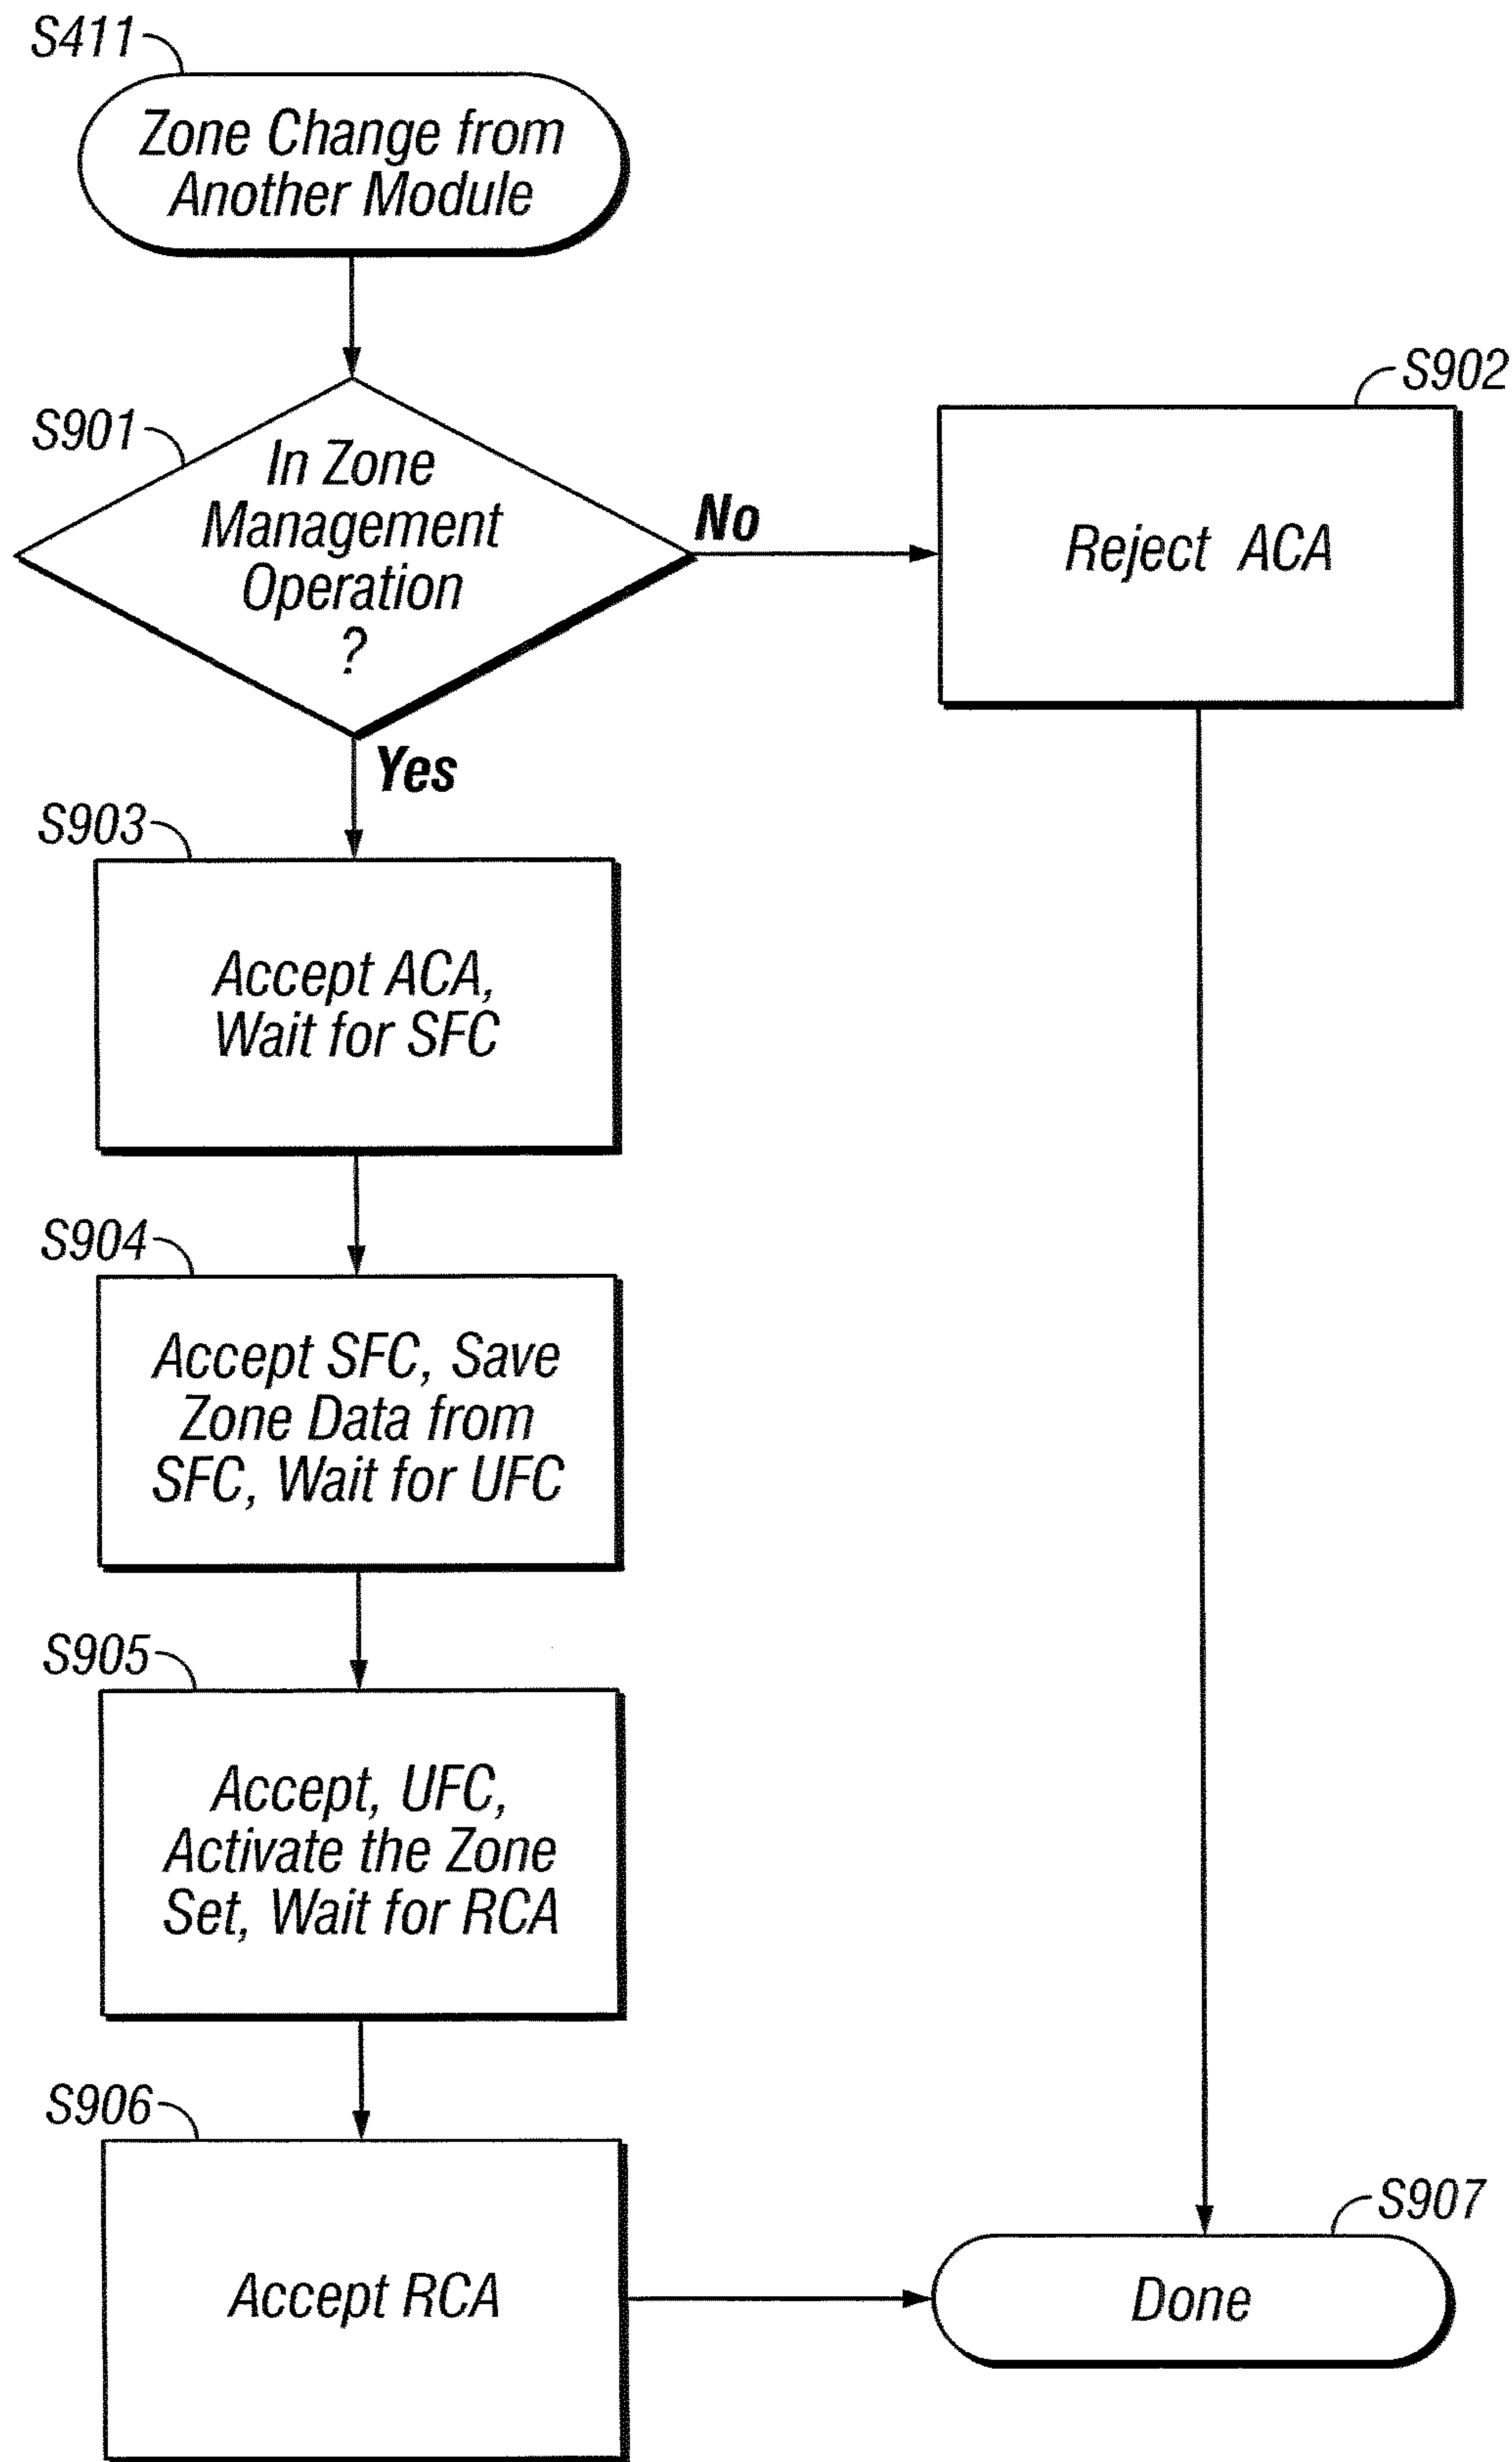 S411
Zone Change from
Another Module
S901
In Zone
Management
Operation
?
No
S902
Reject ACA
Yes
S903
Accept ACA,
Wait for SFC
S904
Accept SFC, Save
Zone Data from
SFC, Wait for UFC
S905
Accept, UFC,
Activate the Zone
Set, Wait for RCA
S906
Accept RCA
S907
Done